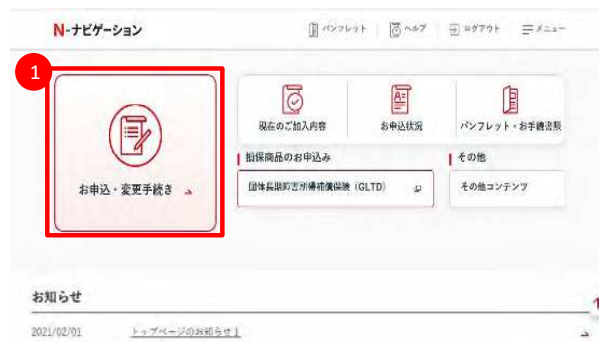 N-ナビゲーション
パンフレット
ヘルプ
ログアウト
メニュー
1
お申込・変更手続き
現在のご加入内容
お申込状況
パンフレット・お手続書類
損保商品のお申込み
団体長期障害所得補償保険（GLTD）
その他
その他コンテンツ
お知らせ
2021/02/01
トップページのお知らせ1